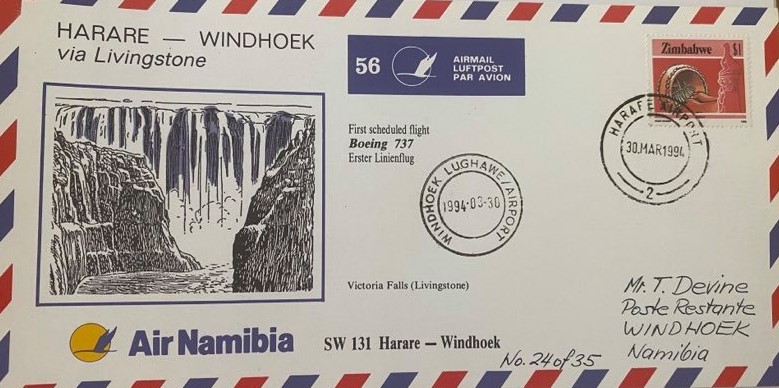 HARARE — WINDHOEK
via Livingstone
56
AIRMAIL
LUFTPOST
PAR AVION
Zimbabwe $1
First scheduled flight
Boeing 737
Erster Linienflug
HARARE AIRPORT
30.MAR1994
2
WINDHOEK LUGHAWE/AIRPORT
1994-03-30
Victoria Falls (Livingstone)
Mr. T. Devine
Poste Restante
WINDHOEK
Namibia
Air Namibia
SW 131 Harare — Windhoek
No. 24 of 35